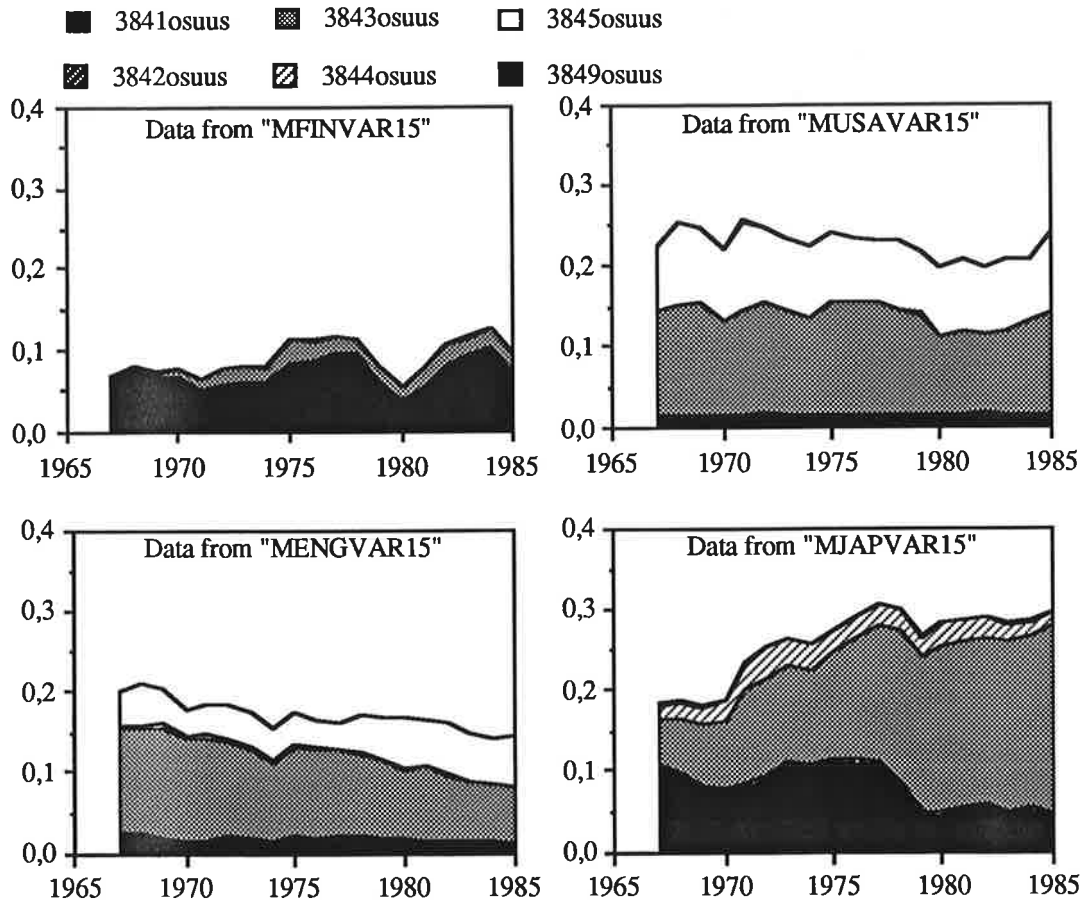 3841osuus 3843osuus 3845osuus
3842osuus 3844osuus 3849osuus
Data from "MFINVAR15"
0,4
0,3
0,2
0,1
0,0
1965 1970 1975 1980 1985
Data from "MUSAVAR15"
0,4
0,3
0,2
0,1
0,0
1965 1970 1975 1980 1985
Data from "MENGVAR15"
0,4
0,3
0,2
0,1
0,0
1965 1970 1975 1980 1985
Data from "MJAPVAR15"
0,4
0,3
0,2
0,1
0,0
1965 1970 1975 1980 1985